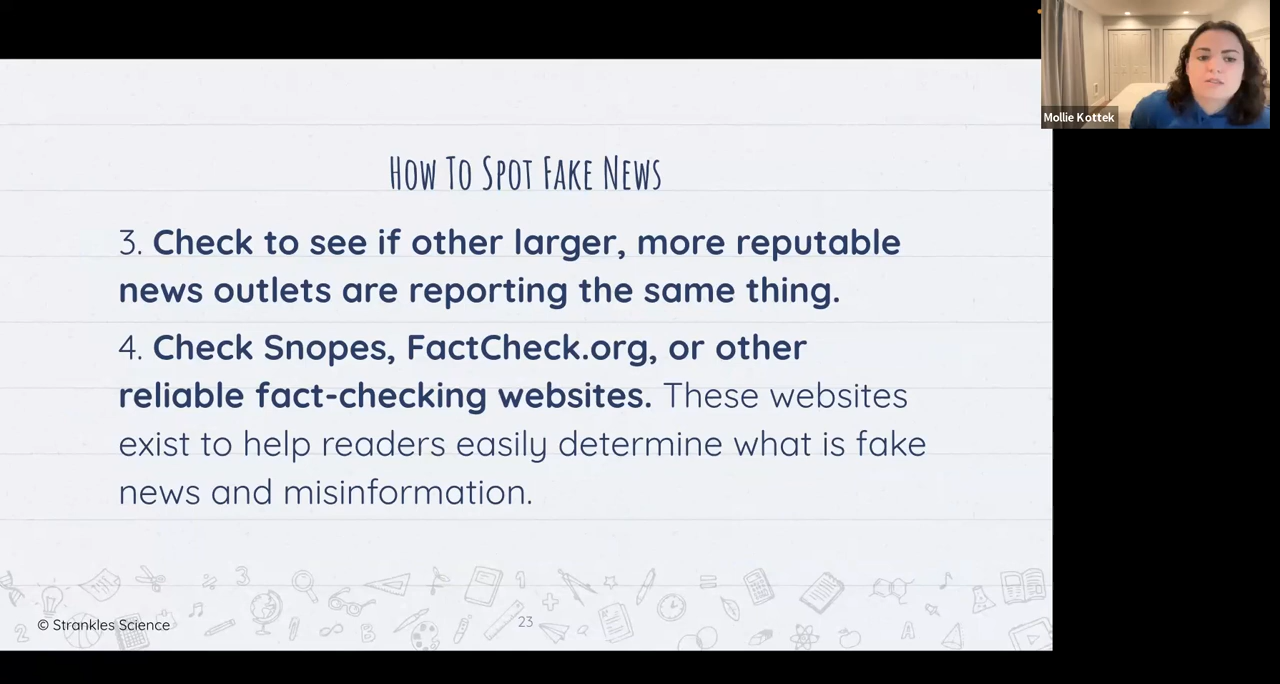 Mollie Kottek
How To Spot Fake News
3. Check to see if other larger, more reputable
news outlets are reporting the same thing.
4. Check Snopes, FactCheck.org, or other
reliable fact-checking websites. These websites
exist to help readers easily determine what is fake
news and misinformation.
© Strankles Science
23